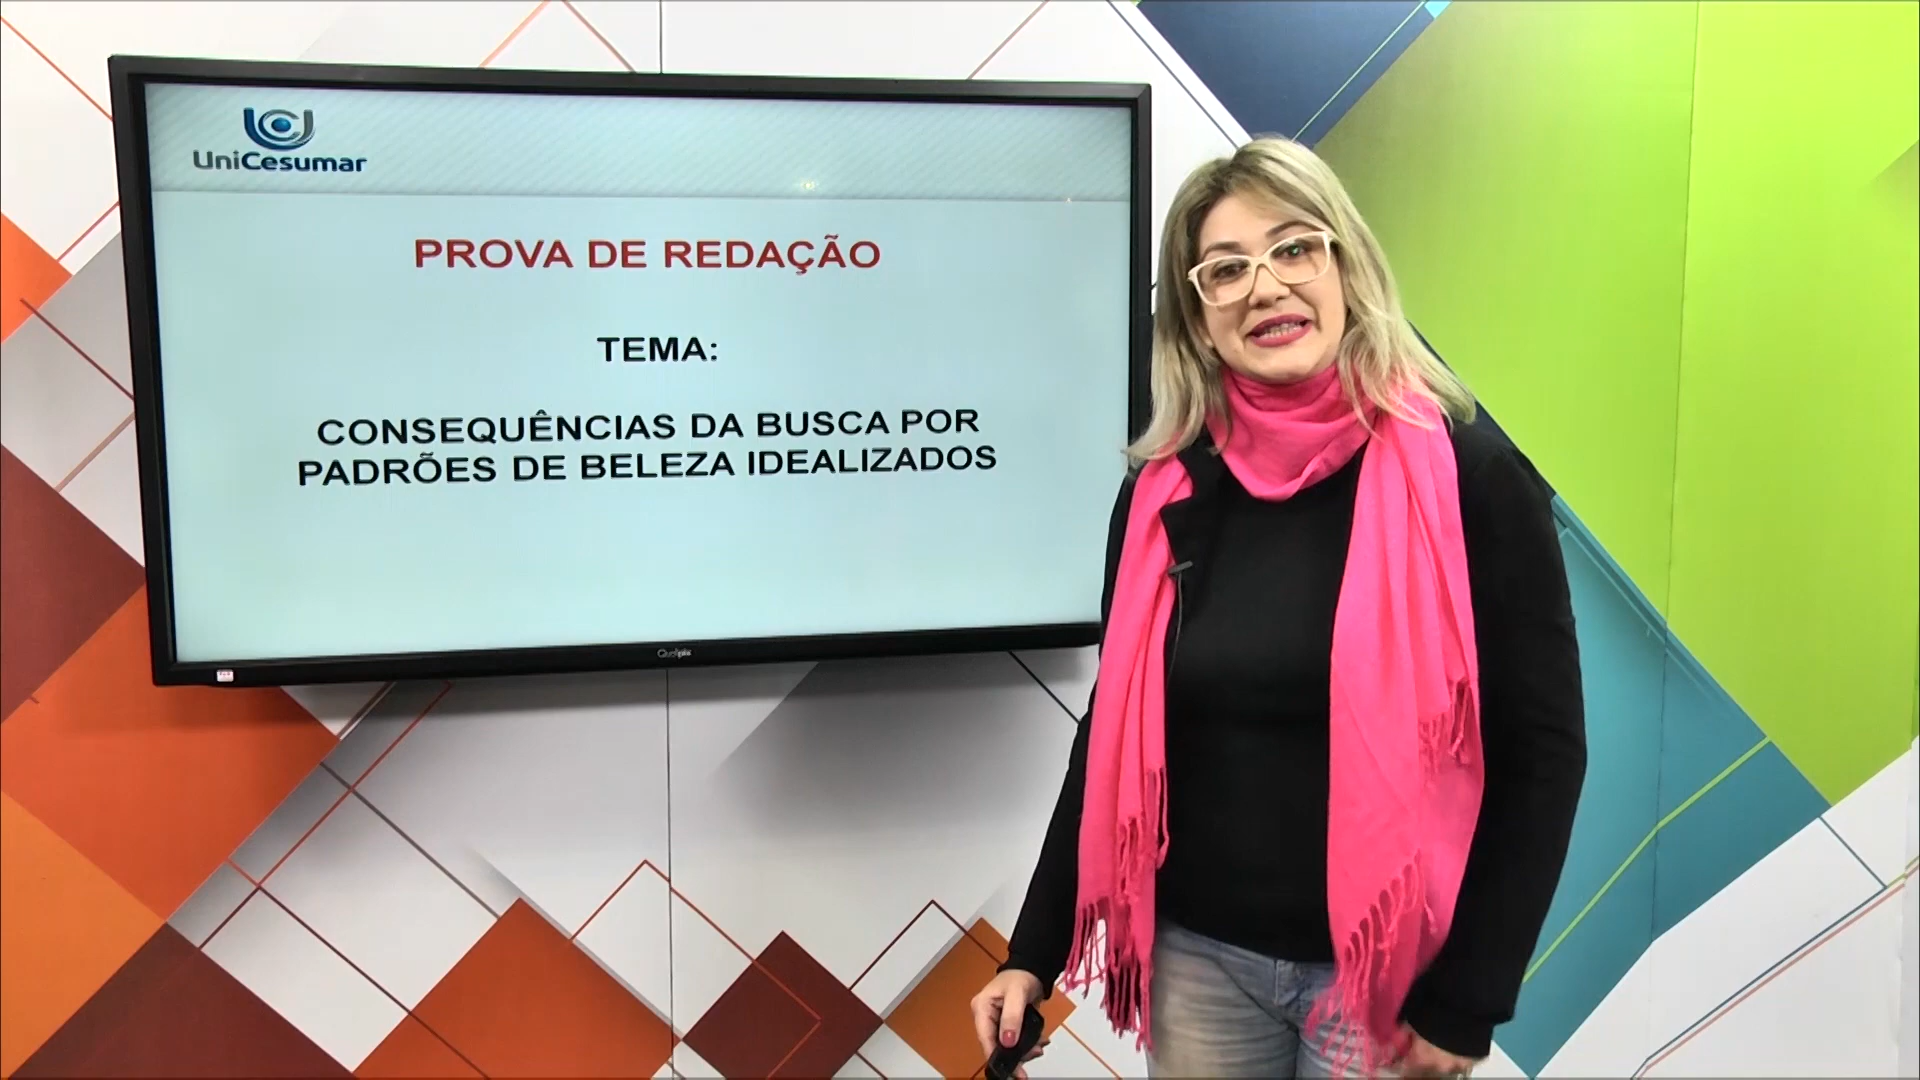 UniCesumar
PROVA DE REDAÇÃO
TEMA:
CONSEQUÊNCIAS DA BUSCA POR
PADRÕES DE BELEZA IDEALIZADOS